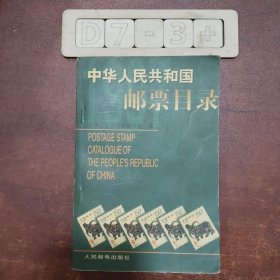 D7-3+
中华人民共和国
邮票目录
POSTAGE STAMP
CATALOGUE OF
THE PEOPLE'S REPUBLIC
OF CHINA
人民邮电出版社